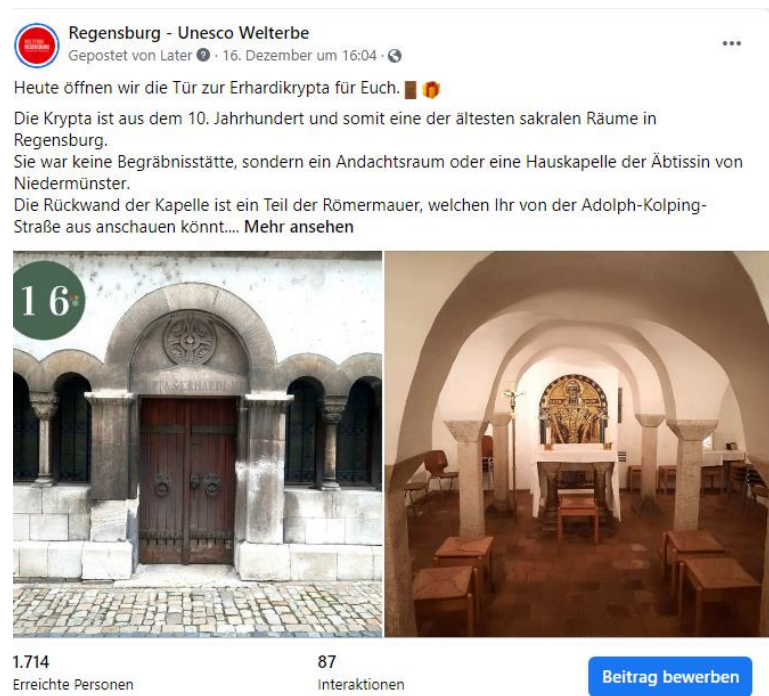 Regensburg - Unesco Welterbe
Gepostet von Later · 16. Dezember um 16:04 ·
Heute öffnen wir die Tür zur Erhardikrypta für Euch. 🚪 🎁
Die Krypta ist aus dem 10. Jahrhundert und somit eine der ältesten sakralen Räume in
Regensburg.
Sie war keine Begräbnisstätte, sondern ein Andachtsraum oder eine Hauskapelle der Äbtissin von
Niedermünster.
Die Rückwand der Kapelle ist ein Teil der Römermauer, welchen Ihr von der Adolph-Kolping-
Straße aus anschauen könnt.... Mehr ansehen
16
1.714
Erreichte Personen
87
Interaktionen
Beitrag bewerben